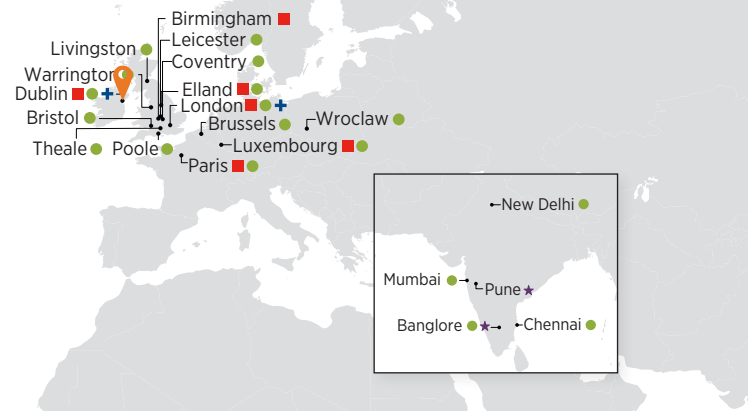 Birmingham
Leicester
Livingston
Coventry
Warrington
Elland
Dublin
London
Bristol
Brussels
Wroclaw
Theale
Poole
Luxembourg
Paris
New Delhi
Mumbai
Pune
Banglore
Chennai